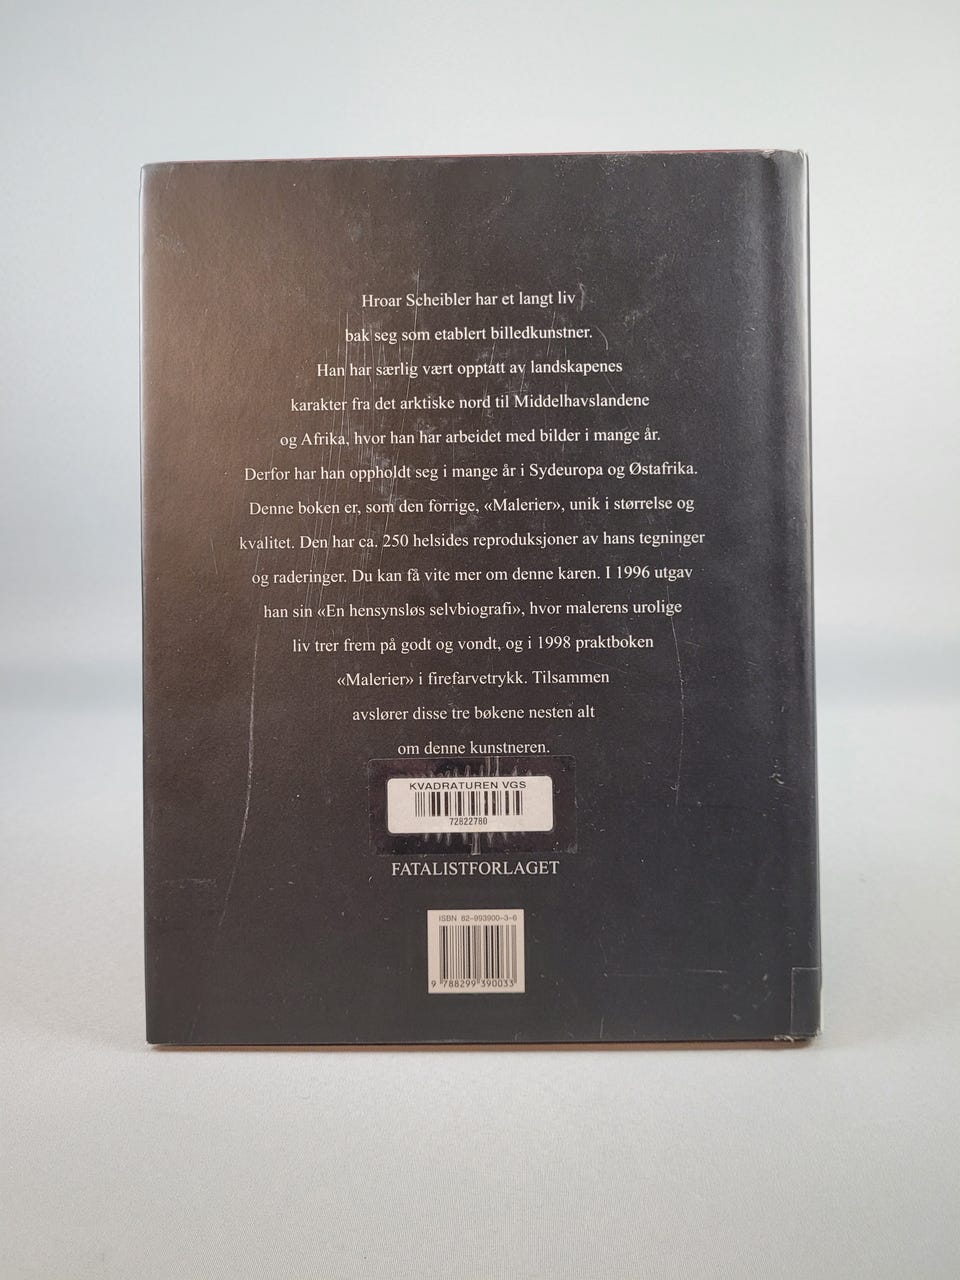 Hroar Scheibler har et langt liv
bak seg som etablert billedkunstner.
Han har særlig vært opptatt av landskapenes
karakter fra det arktiske nord til Middelhavslandene
og Afrika, hvor han har arbeidet med bilder i mange år.
Derfor har han oppholdt seg i mange år i Sydeuropa og Østafrika.
Denne boken er, som den forrige, «Malerier», unik i størrelse og
kvalitet. Den har ca. 250 helsides reproduksjoner av hans tegninger
og raderinger. Du kan få vite mer om denne karen. I 1996 utgav
han sin «En hensynsløs selvbiografi», hvor malerens urolige
liv trer frem på godt og vondt, og i 1998 praktboken
«Malerier» i firefarvetrykk. Tilsammen
avslører disse tre bøkene nesten alt
om denne kunstneren.
KVADRATUREN VGS
72822780
FATALISTFORLAGET
ISBN 82-993900-3-6
9 788299 390033